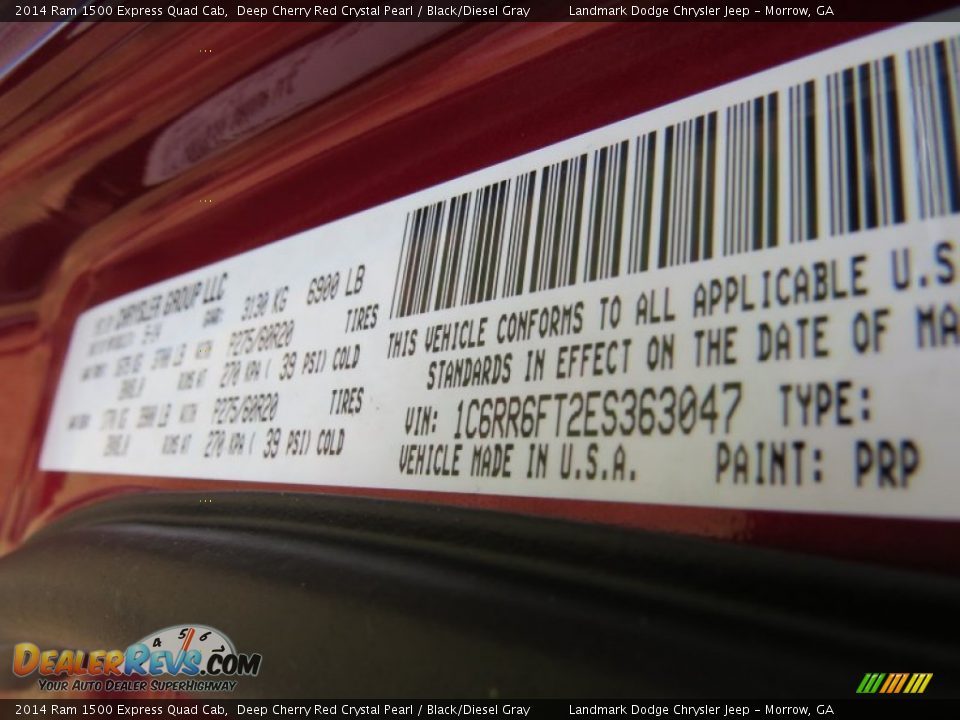 2014 Ram 1500 Express Quad Cab,  Deep Cherry Red Crystal Pearl / Black/Diesel Gray          Landmark Dodge Chrysler Jeep - Morrow, GA
CHRYSLER GROUP LLC
3130 KG 6900 LB
P275/60R20 TIRES
270 KPA ( 39 PSI) COLD
P275/60R20 TIRES
270 KPA ( 39 PSI) COLD
THIS VEHICLE CONFORMS TO ALL APPLICABLE U.S
STANDARDS IN EFFECT ON THE DATE OF MA
VIN: 1C6RR6FT2ES363047 TYPE:
VEHICLE MADE IN U.S.A. PAINT: PRP
4 5 6
DEALERREVS.COM
YOUR AUTO DEALER SUPERHIGHWAY
2014 Ram 1500 Express Quad Cab,  Deep Cherry Red Crystal Pearl / Black/Diesel Gray          Landmark Dodge Chrysler Jeep - Morrow, GA